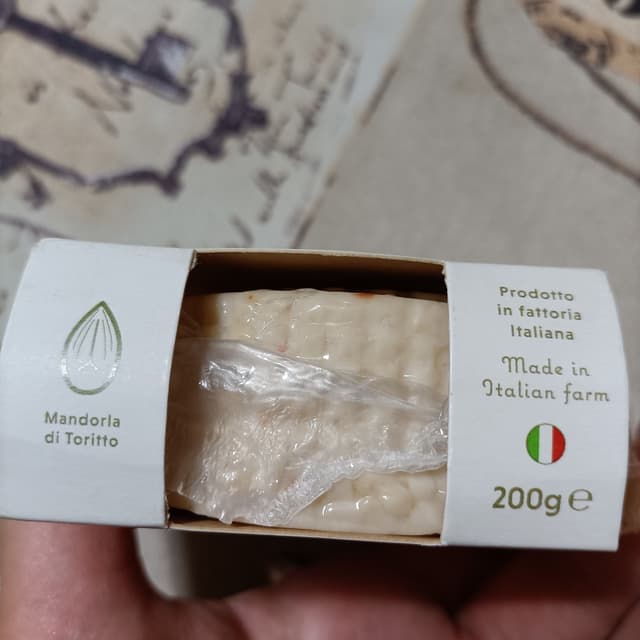 Mandorla
di Toritto
Prodotto
in fattoria
Italiana
Made in
Italian farm
200g e